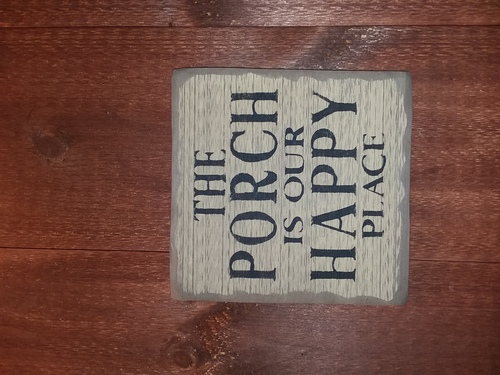 THE
PORCH
IS OUR
HAPPY
PLACE